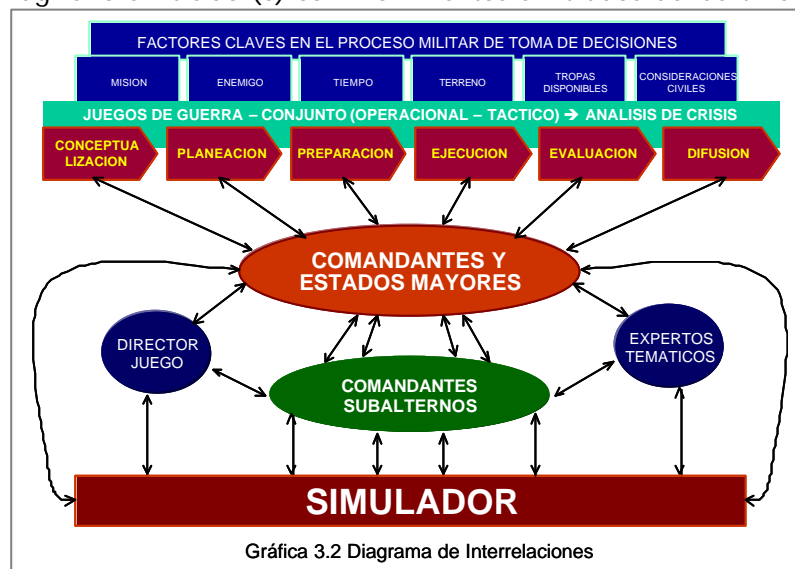 FACTORES CLAVES EN EL PROCESO MILITAR DE TOMA DE DECISIONES
MISION
ENEMIGO
TIEMPO
TERRENO
TROPAS
DISPONIBLES
CONSIDERACIONES
CIVILES
JUEGOS DE GUERRA – CONJUNTO (OPERACIONAL – TACTICO) ➔ ANALISIS DE CRISIS
CONCEPTUA
LIZACION
PLANEACION
PREPARACION
EJECUCION
EVALUACION
DIFUSION
COMANDANTES Y
ESTADOS MAYORES
DIRECTOR
JUEGO
EXPERTOS
TEMATICOS
COMANDANTES
SUBALTERNOS
SIMULADOR
Gráfica 3.2 Diagrama de Interrelaciones